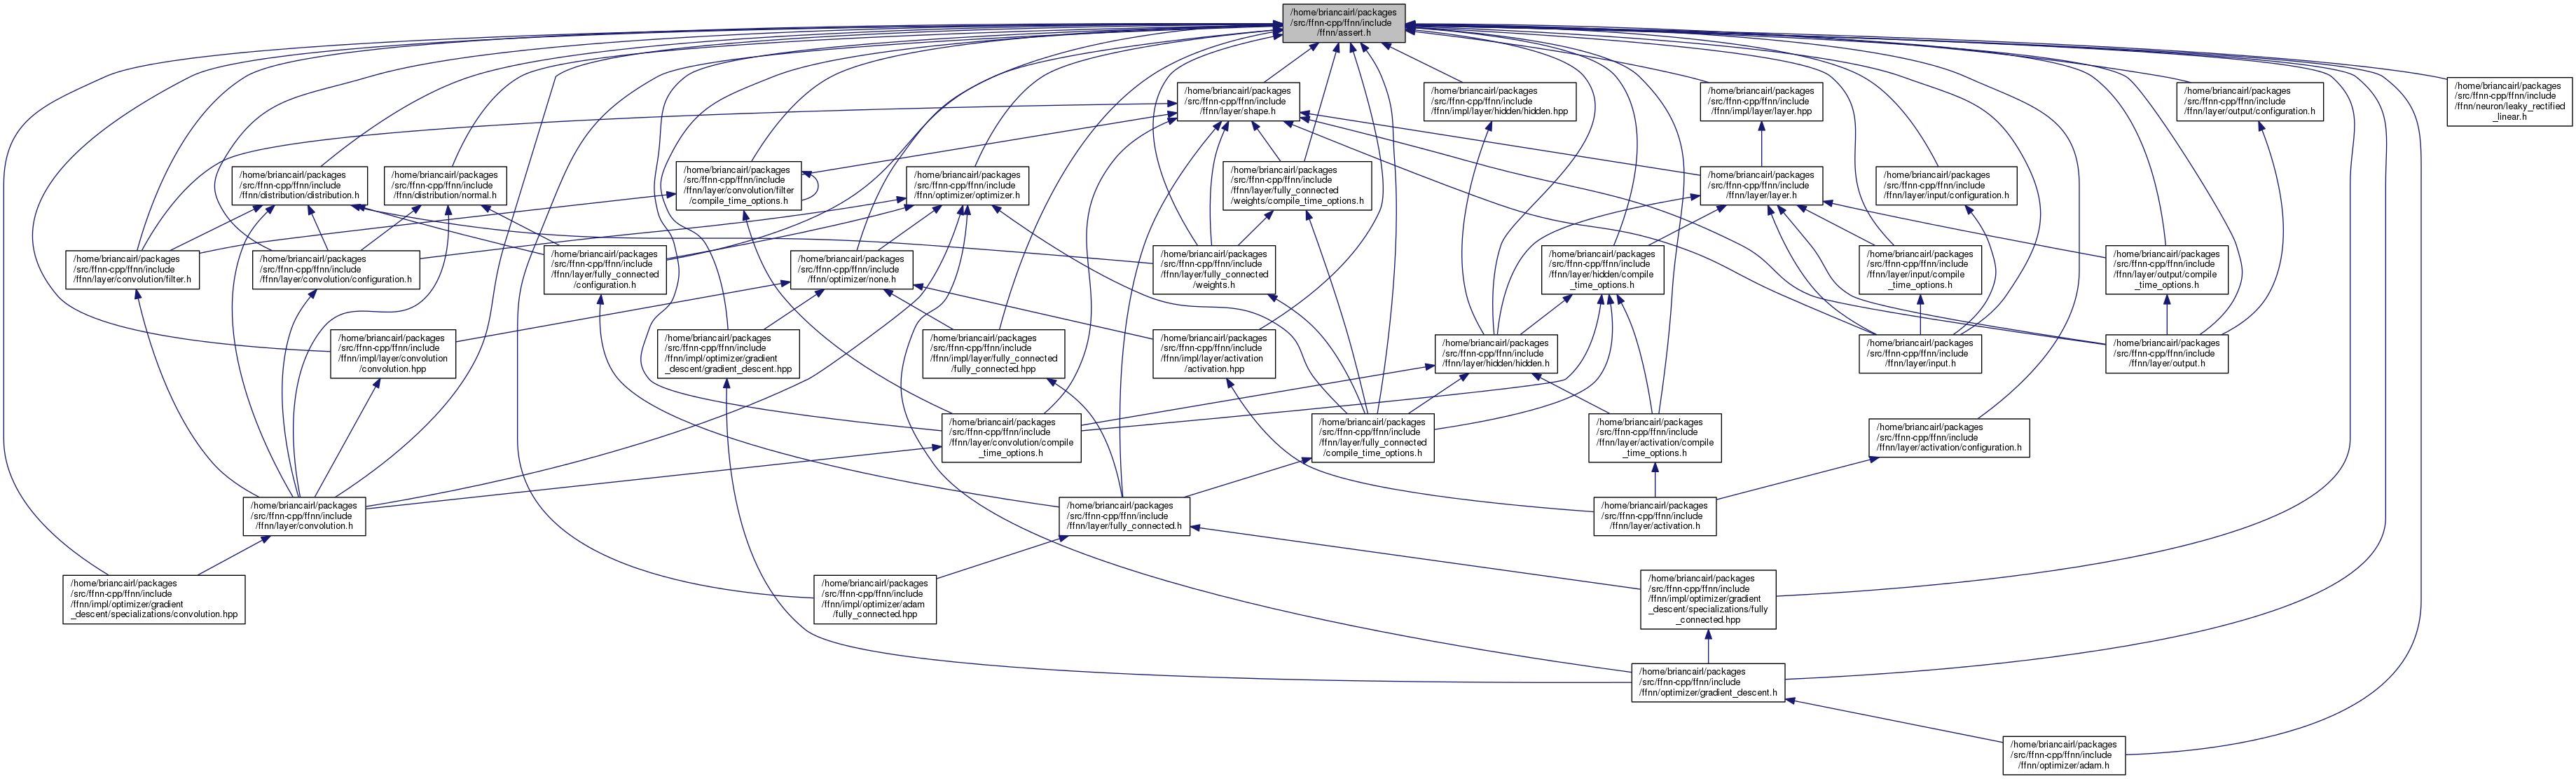 /home/briancairl/packages
/src/ffnn-cpp/ffnn/include
/ffnn/assert.h
/home/briancairl/packages
/src/ffnn-cpp/ffnn/include
/ffnn/layer/shape.h
/home/briancairl/packages
/src/ffnn-cpp/ffnn/include
/ffnn/impl/layer/hidden/hidden.hpp
/home/briancairl/packages
/src/ffnn-cpp/ffnn/include
/ffnn/impl/layer/layer.hpp
/home/briancairl/packages
/src/ffnn-cpp/ffnn/include
/ffnn/layer/output/configuration.h
/home/briancairl/packages
/src/ffnn-cpp/ffnn/include
/ffnn/neuron/leaky_rectified
_linear.h
/home/briancairl/packages
/src/ffnn-cpp/ffnn/include
/ffnn/distribution/distribution.h
/home/briancairl/packages
/src/ffnn-cpp/ffnn/include
/ffnn/distribution/normal.h
/home/briancairl/packages
/src/ffnn-cpp/ffnn/include
/ffnn/layer/convolution/filter
/compile_time_options.h
/home/briancairl/packages
/src/ffnn-cpp/ffnn/include
/ffnn/optimizer/optimizer.h
/home/briancairl/packages
/src/ffnn-cpp/ffnn/include
/ffnn/layer/fully_connected
/weights/compile_time_options.h
/home/briancairl/packages
/src/ffnn-cpp/ffnn/include
/ffnn/layer/layer.h
/home/briancairl/packages
/src/ffnn-cpp/ffnn/include
/ffnn/layer/input/configuration.h
/home/briancairl/packages
/src/ffnn-cpp/ffnn/include
/ffnn/layer/convolution/filter.h
/home/briancairl/packages
/src/ffnn-cpp/ffnn/include
/ffnn/layer/convolution/configuration.h
/home/briancairl/packages
/src/ffnn-cpp/ffnn/include
/ffnn/layer/fully_connected
/configuration.h
/home/briancairl/packages
/src/ffnn-cpp/ffnn/include
/ffnn/optimizer/none.h
/home/briancairl/packages
/src/ffnn-cpp/ffnn/include
/ffnn/layer/fully_connected
/weights.h
/home/briancairl/packages
/src/ffnn-cpp/ffnn/include
/ffnn/layer/hidden/compile
_time_options.h
/home/briancairl/packages
/src/ffnn-cpp/ffnn/include
/ffnn/layer/input/compile
_time_options.h
/home/briancairl/packages
/src/ffnn-cpp/ffnn/include
/ffnn/layer/output/compile
_time_options.h
/home/briancairl/packages
/src/ffnn-cpp/ffnn/include
/ffnn/impl/layer/convolution
/convolution.hpp
/home/briancairl/packages
/src/ffnn-cpp/ffnn/include
/ffnn/impl/optimizer/gradient
_descent/gradient_descent.hpp
/home/briancairl/packages
/src/ffnn-cpp/ffnn/include
/ffnn/impl/layer/fully_connected
/fully_connected.hpp
/home/briancairl/packages
/src/ffnn-cpp/ffnn/include
/ffnn/impl/layer/activation
/activation.hpp
/home/briancairl/packages
/src/ffnn-cpp/ffnn/include
/ffnn/layer/hidden/hidden.h
/home/briancairl/packages
/src/ffnn-cpp/ffnn/include
/ffnn/layer/input.h
/home/briancairl/packages
/src/ffnn-cpp/ffnn/include
/ffnn/layer/output.h
/home/briancairl/packages
/src/ffnn-cpp/ffnn/include
/ffnn/layer/convolution/compile
_time_options.h
/home/briancairl/packages
/src/ffnn-cpp/ffnn/include
/ffnn/layer/fully_connected
/compile_time_options.h
/home/briancairl/packages
/src/ffnn-cpp/ffnn/include
/ffnn/layer/activation/compile
_time_options.h
/home/briancairl/packages
/src/ffnn-cpp/ffnn/include
/ffnn/layer/activation/configuration.h
/home/briancairl/packages
/src/ffnn-cpp/ffnn/include
/ffnn/layer/convolution.h
/home/briancairl/packages
/src/ffnn-cpp/ffnn/include
/ffnn/layer/fully_connected.h
/home/briancairl/packages
/src/ffnn-cpp/ffnn/include
/ffnn/layer/activation.h
/home/briancairl/packages
/src/ffnn-cpp/ffnn/include
/ffnn/impl/optimizer/gradient
_descent/specializations/convolution.hpp
/home/briancairl/packages
/src/ffnn-cpp/ffnn/include
/ffnn/impl/optimizer/adam
/fully_connected.hpp
/home/briancairl/packages
/src/ffnn-cpp/ffnn/include
/ffnn/impl/optimizer/gradient
_descent/specializations/fully
_connected.hpp
/home/briancairl/packages
/src/ffnn-cpp/ffnn/include
/ffnn/optimizer/gradient_descent.h
/home/briancairl/packages
/src/ffnn-cpp/ffnn/include
/ffnn/optimizer/adam.h